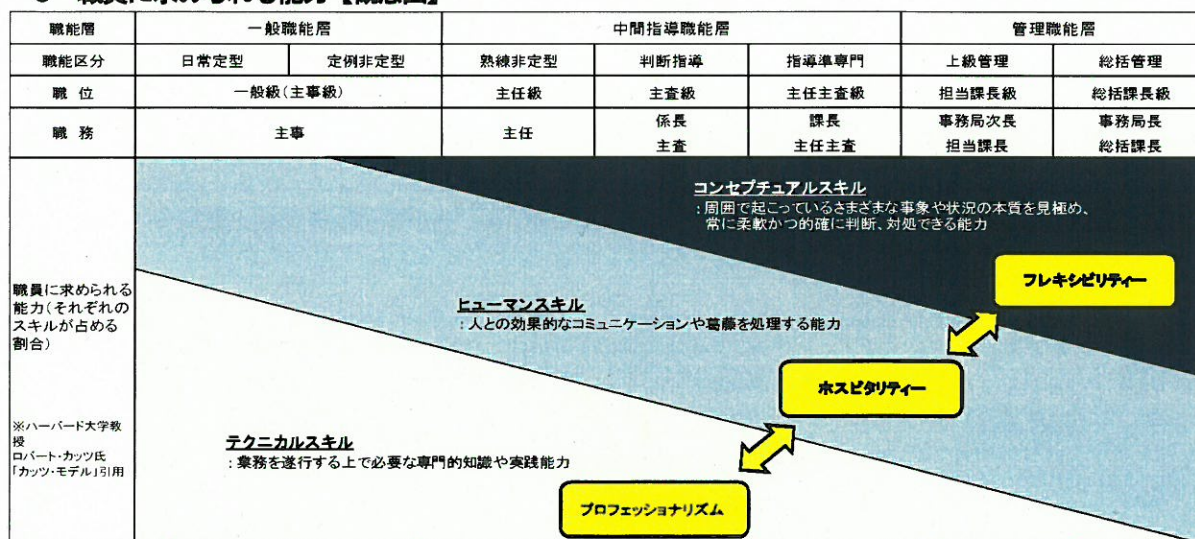 職能層 一般職能層 中間指導職能層 管理職能層
職能区分 日常定型 定例非定型 熟練非定型 判断指導 指導準専門 上級管理 総括管理
職 位 一般級(主事級) 主任級 主査級 主任主査級 担当課長級 総括課長級
職 務 主事 主任 係長 課長 事務局次長 事務局長
主査 主任主査 担当課長 総括課長
コンセプチュアルスキル
:周囲で起こっているさまざまな事象や状況の本質を見極め、
常に柔軟かつ的確に判断、対処できる能力
フレキシビリティー
職員に求められる
能力(それぞれの
スキルが占める
割合)
ヒューマンスキル
:人との効果的なコミュニケーションや葛藤を処理する能力
ホスピタリティー
※ハーバード大学教
授
ロバート・カッツ氏
「カッツ・モデル」引用
テクニカルスキル
:業務を遂行する上で必要な専門的知識や実践能力
プロフェッショナリズム